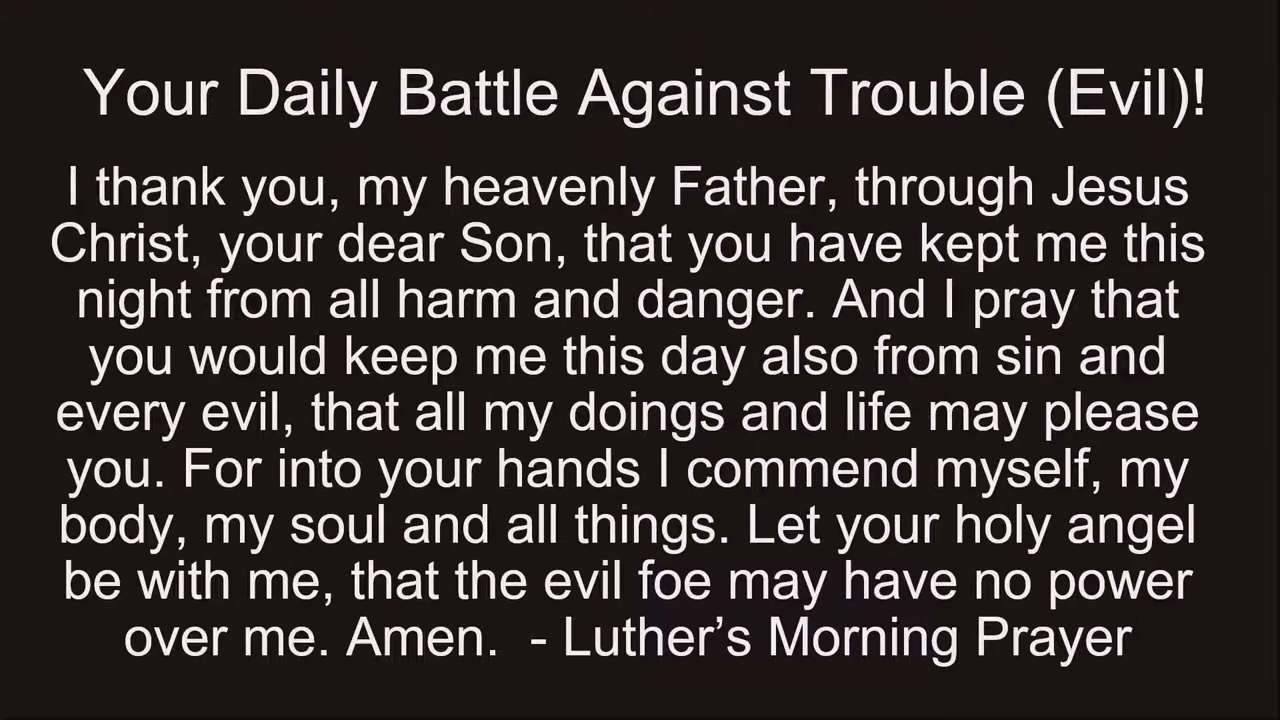 Your Daily Battle Against Trouble (Evil)!
I thank you, my heavenly Father, through Jesus
Christ, your dear Son, that you have kept me this
night from all harm and danger. And I pray that
you would keep me this day also from sin and
every evil, that all my doings and life may please
you. For into your hands I commend myself, my
body, my soul and all things. Let your holy angel
be with me, that the evil foe may have no power
over me. Amen.  - Luther’s Morning Prayer